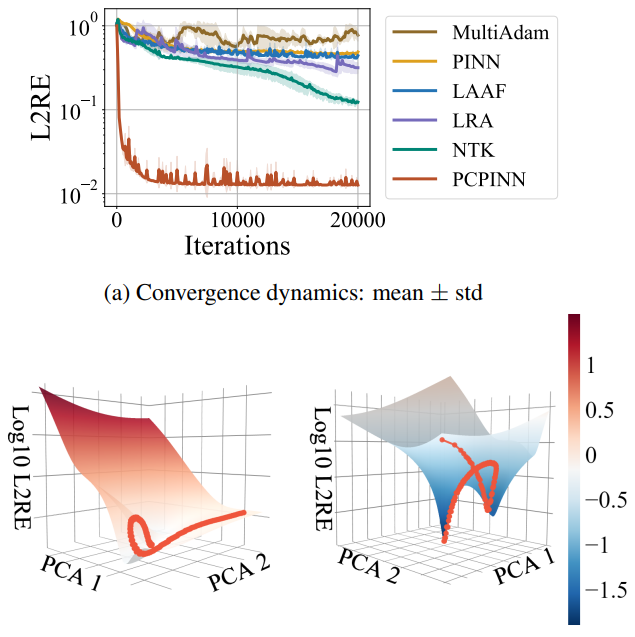 L2RE
10⁰
10⁻¹
10⁻²
0
10000
20000
Iterations
MultiAdam
PINN
LAAF
LRA
NTK
PCPINN
(a) Convergence dynamics: mean ± std
Log10 L2RE
PCA 1
PCA 2
Log10 L2RE
PCA 2
PCA 1
1
0.5
0
−0.5
−1
−1.5